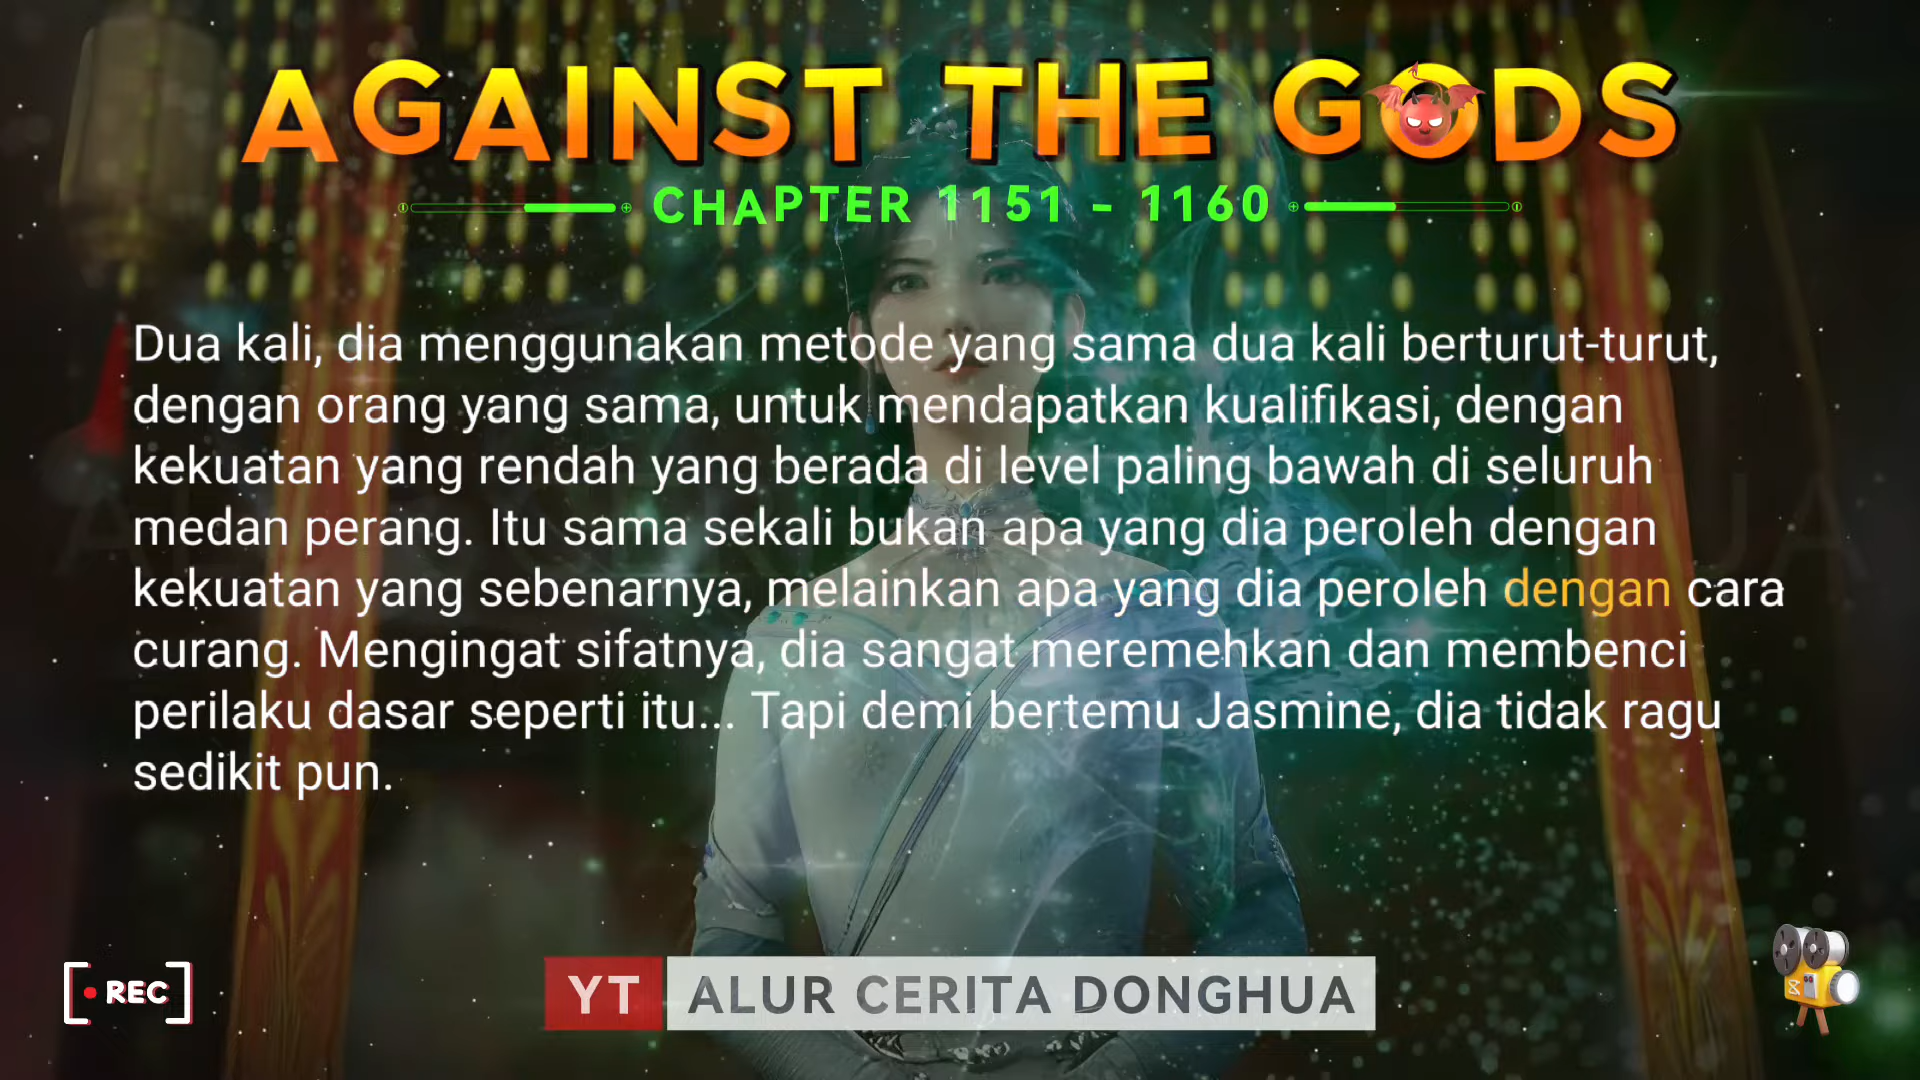 AGAINST THE GODS
CHAPTER 1151 - 1160
Dua kali, dia menggunakan metode yang sama dua kali berturut-turut,
dengan orang yang sama, untuk mendapatkan kualifikasi, dengan
kekuatan yang rendah yang berada di level paling bawah di seluruh
medan perang. Itu sama sekali bukan apa yang dia peroleh dengan
kekuatan yang sebenarnya, melainkan apa yang dia peroleh dengan cara
curang. Mengingat sifatnya, dia sangat meremehkan dan membenci
perilaku dasar seperti itu... Tapi demi bertemu Jasmine, dia tidak ragu
sedikit pun.
REC
YT ALUR CERITA DONGHUA